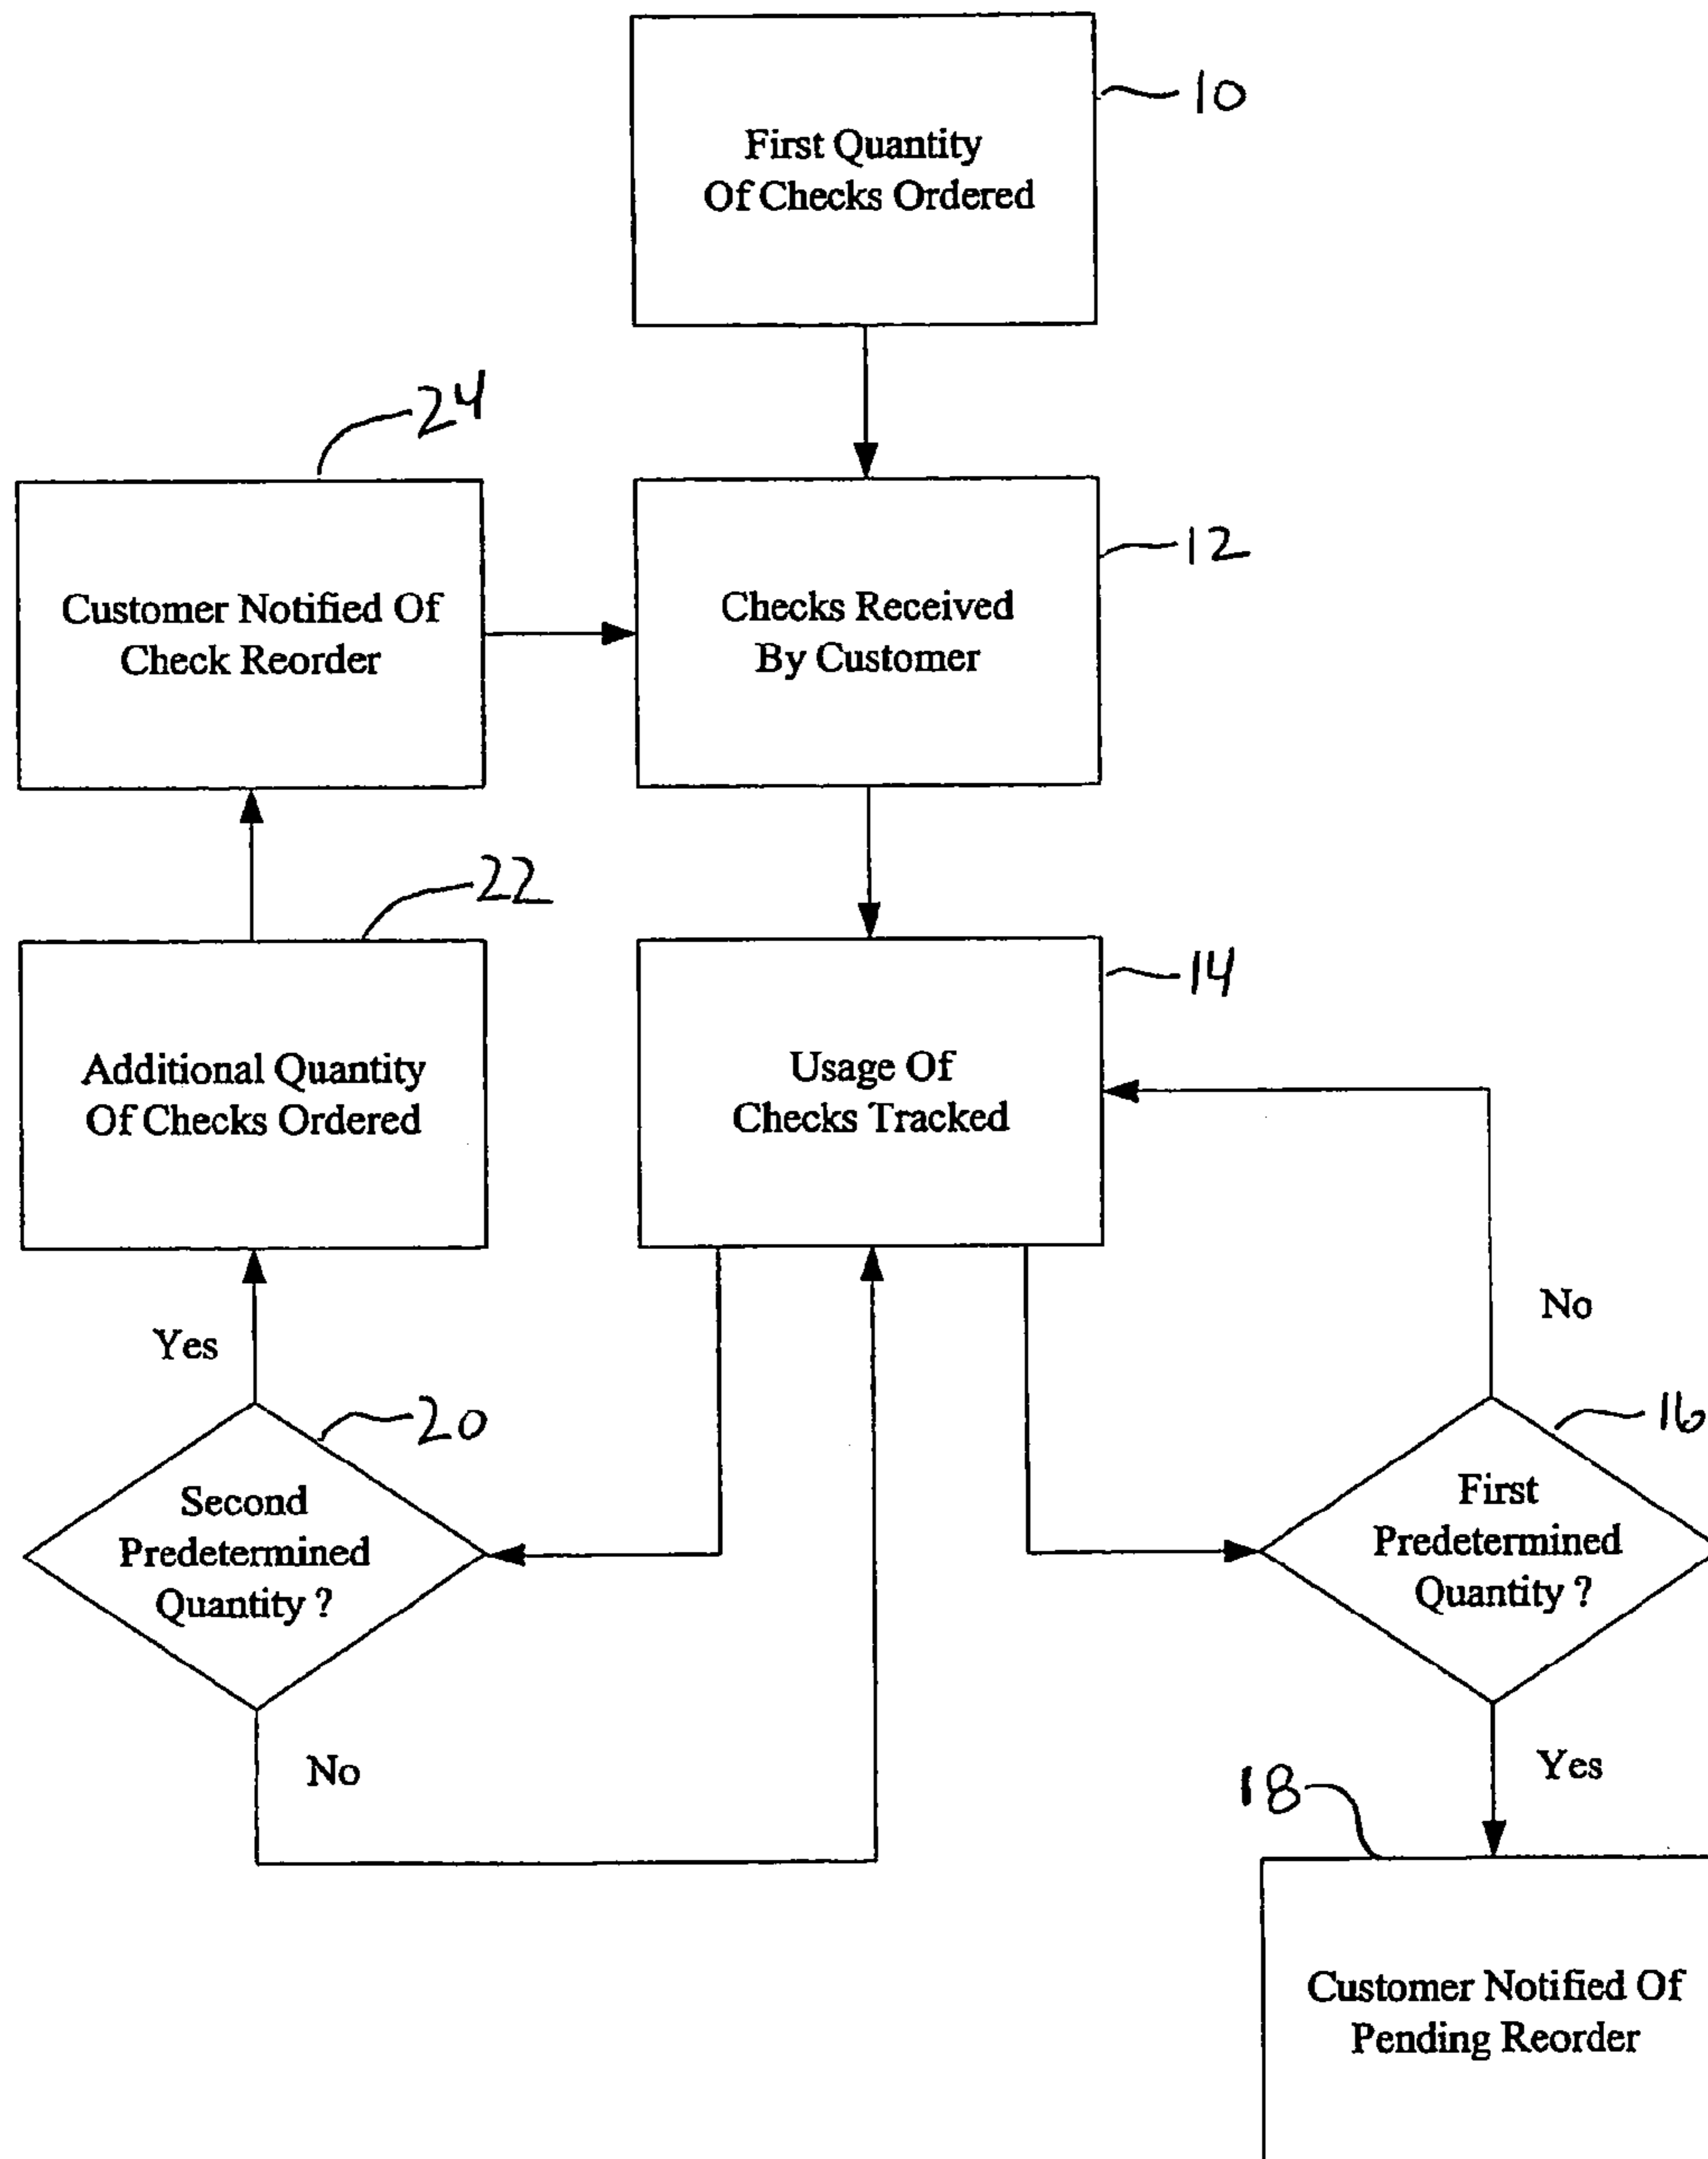 First Quantity
Of Checks Ordered
10
24
Customer Notified Of
Check Reorder
Checks Received
By Customer
12
22
Additional Quantity
Of Checks Ordered
Usage Of
Checks Tracked
14
Yes
No
20
16
Second
Predetermined
Quantity ?
First
Predetermined
Quantity ?
No
Yes
18
Customer Notified Of
Pending Reorder